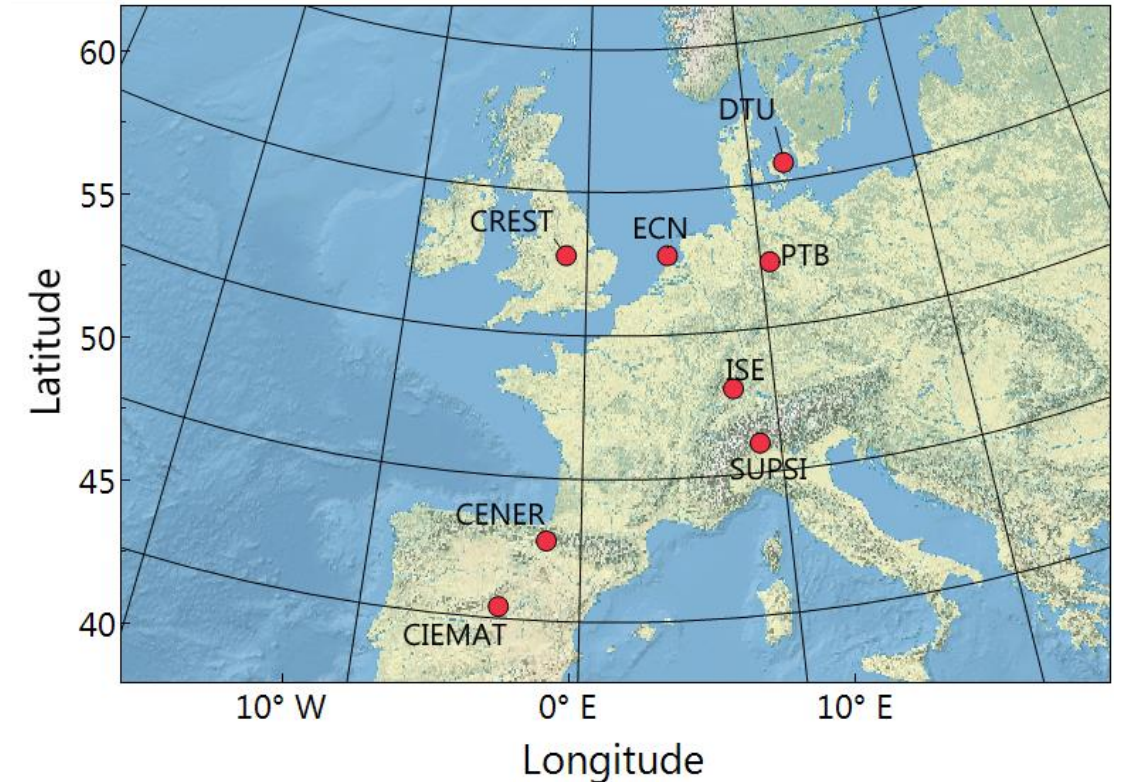 60
DTU
55
CREST
ECN
PTB
50
ISE
SUPSI
45
CENER
40
CIEMAT
Latitude
10° W
0° E
10° E
Longitude